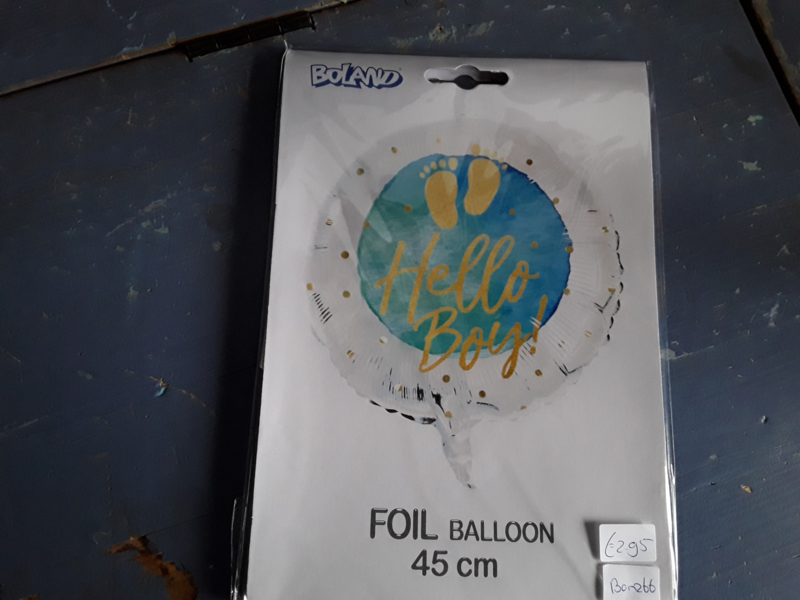 BOLAND
Hello
Boy!
FOIL BALLOON
45 cm
€2.95